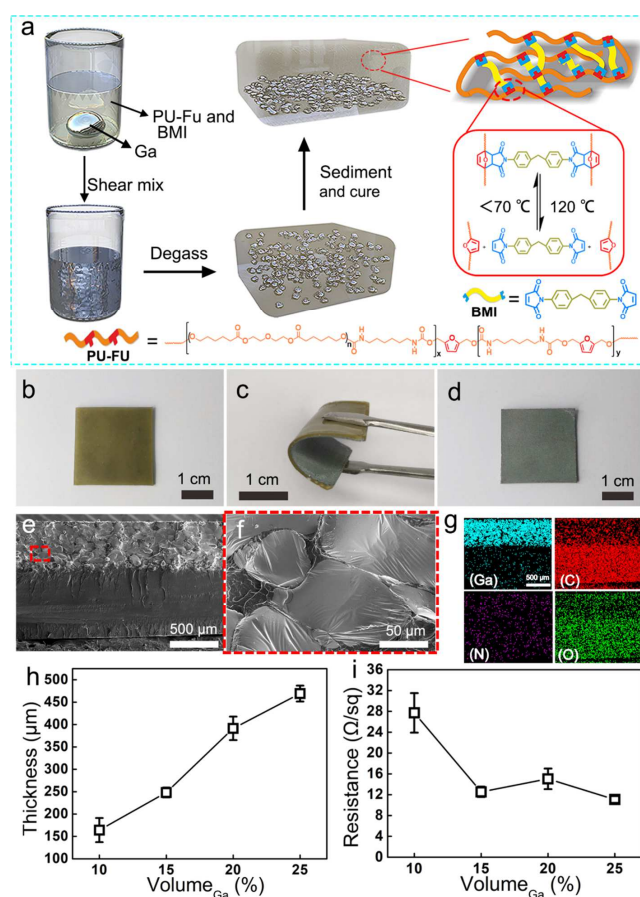 a
PU-Fu and
BMI
Ga
Shear mix
Degass
Sediment
and cure
<70 ℃
120 ℃
BMI
=
PU-FU
=
O
O
O
O
O
O
n
N
H
H
N
O
O
O
x
y
b
1 cm
c
1 cm
d
1 cm
e
500 µm
f
50 µm
g
(Ga)
500 µm
(C)
(N)
(O)
h
Thickness (µm)
500
450
400
350
300
250
200
150
100
10
15
20
25
Volume_Ga (%)
i
Resistance (Ω/sq)
36
32
28
24
20
16
12
8
4
0
10
15
20
25
Volume_Ga (%)